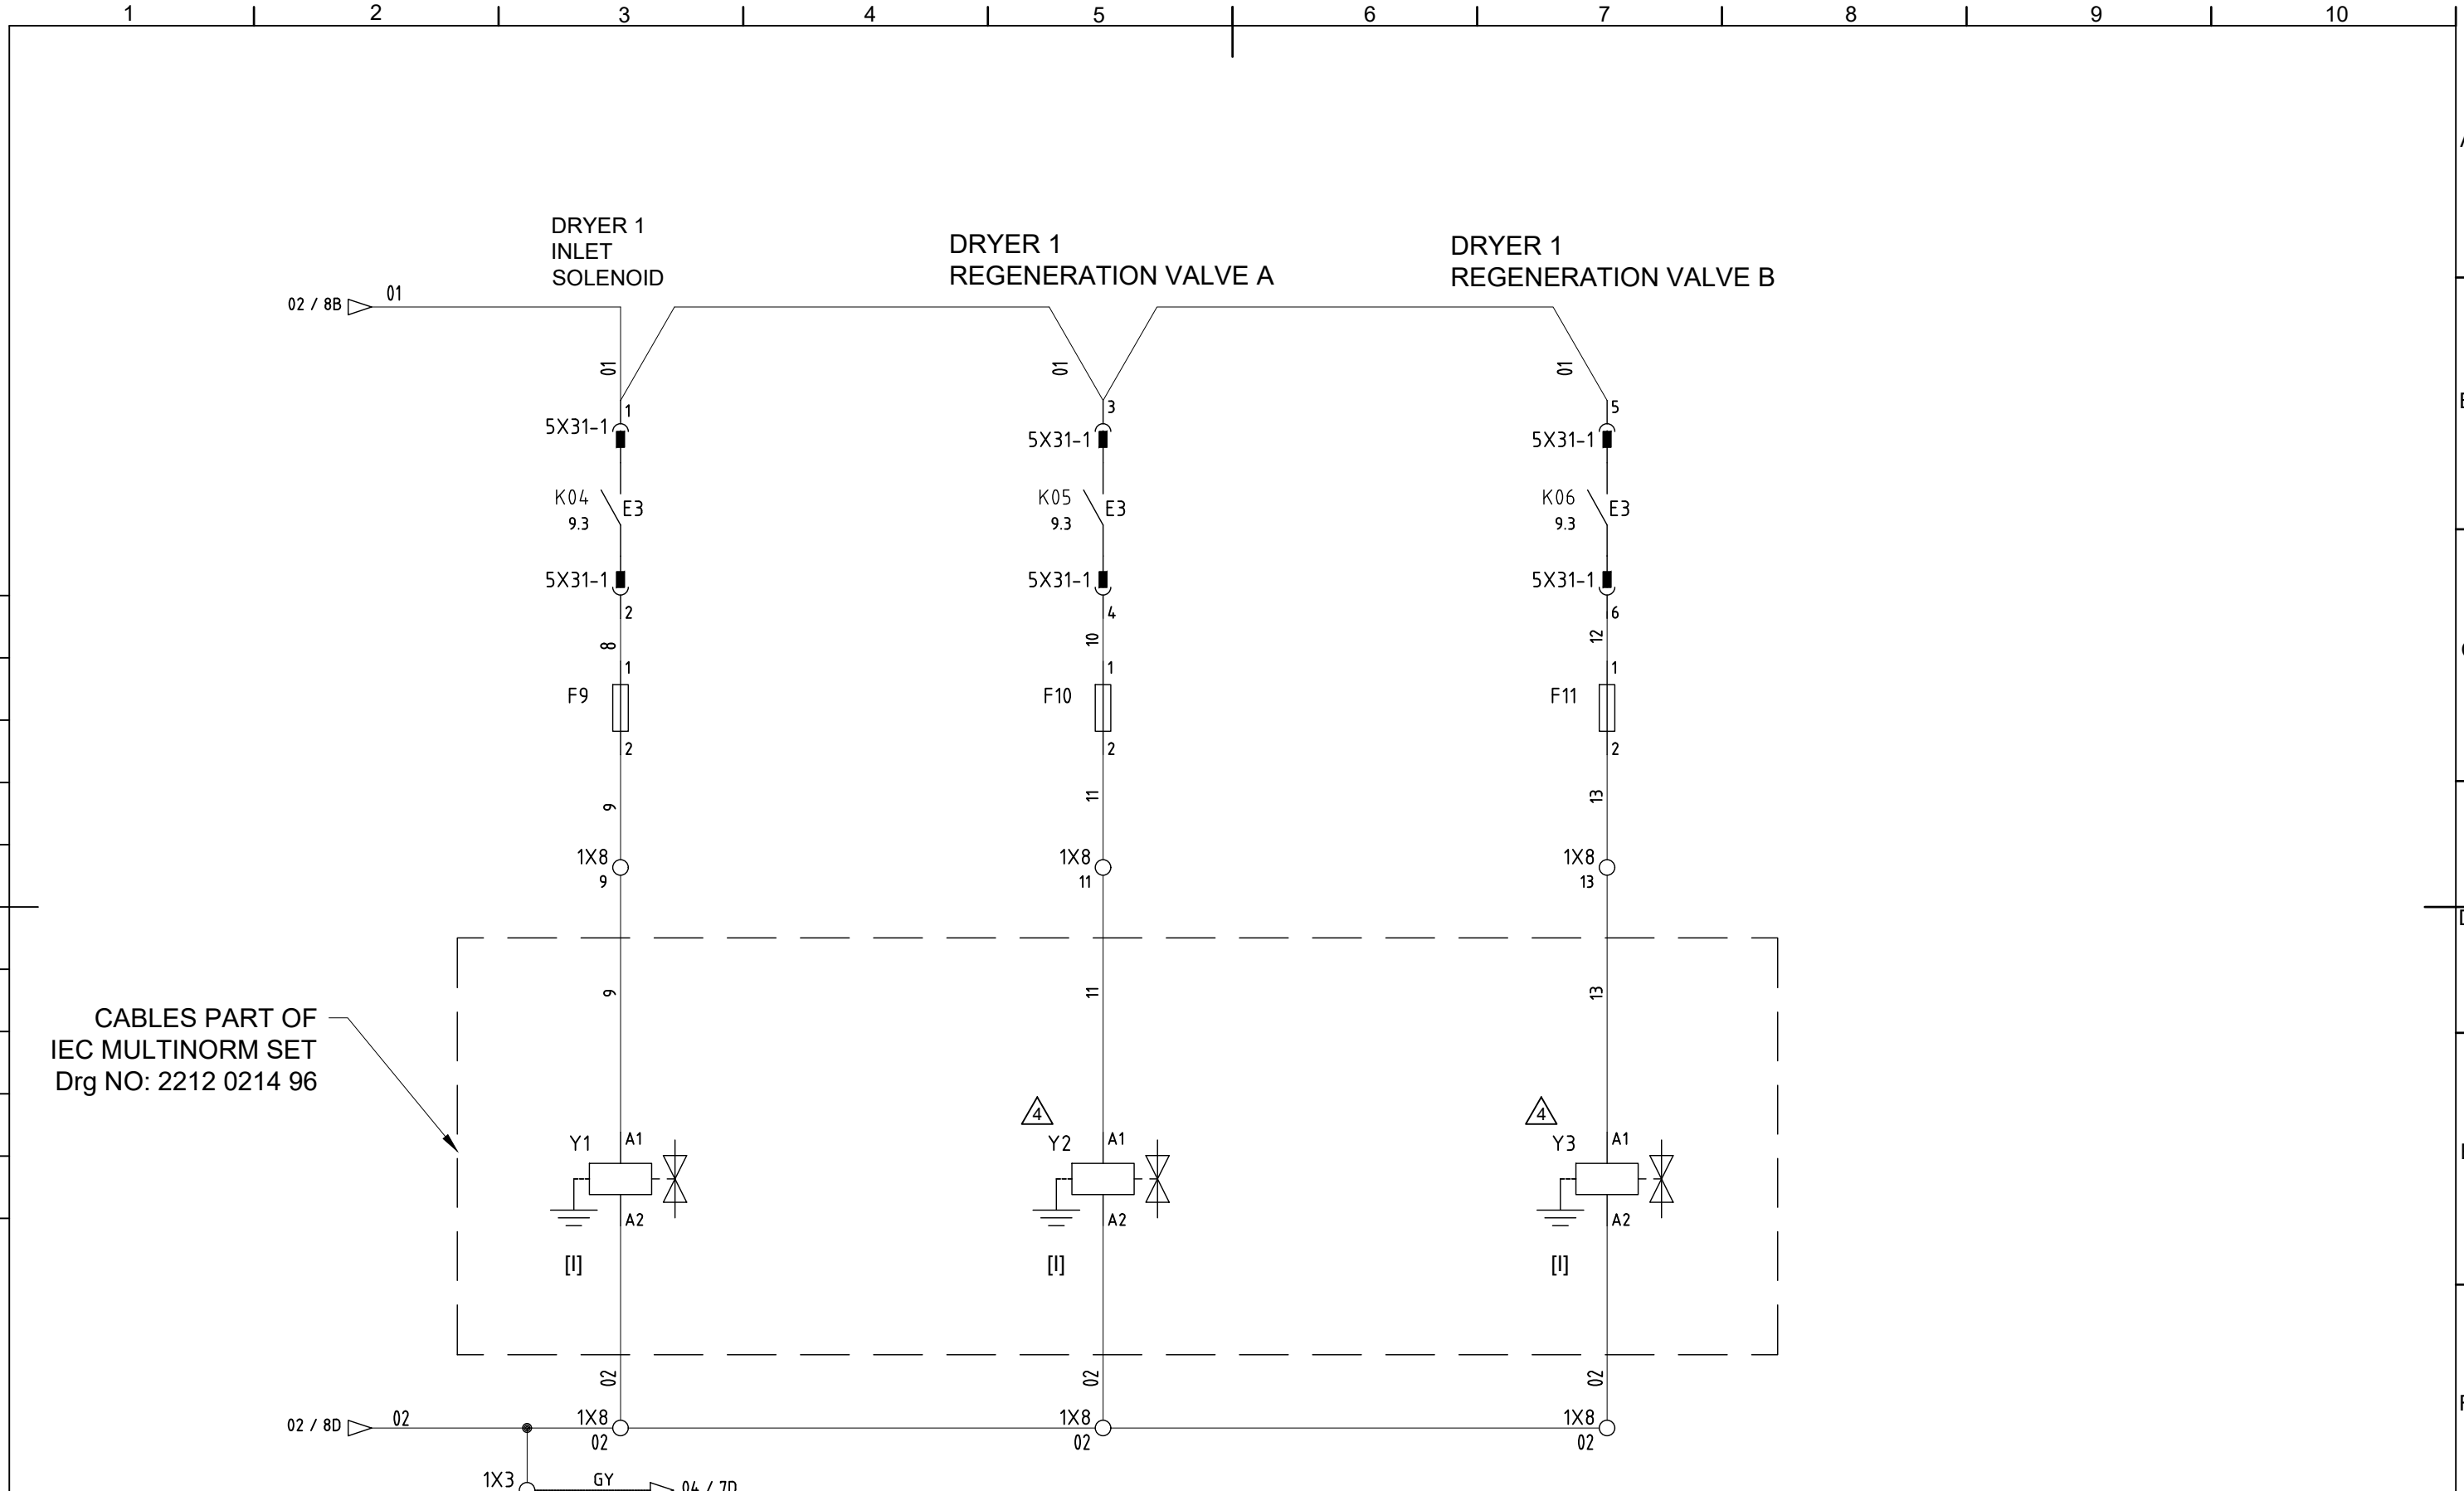 1 2 3 4 5 6 7 8 9 10
DRYER 1
INLET
SOLENOID
DRYER 1
REGENERATION VALVE A
DRYER 1
REGENERATION VALVE B
02 / 8B 01
01 01 01
1 3 5
5X31-1 5X31-1 5X31-1
K04 E3 K05 E3 K06 E3
9.3 9.3 9.3
5X31-1 5X31-1 5X31-1
2 4 6
8 10 12
1 1 1
F9 F10 F11
2 2 2
9 11 13
1X8 1X8 1X8
9 11 13
9 11 13
CABLES PART OF
IEC MULTINORM SET
Drg NO: 2212 0214 96
4 4
Y1 A1 Y2 A1 Y3 A1
A2 A2 A2
[I] [I] [I]
02 02 02
02 / 8D 02 1X8 1X8 1X8
02 02 02
1X3 GY 04 / 7D